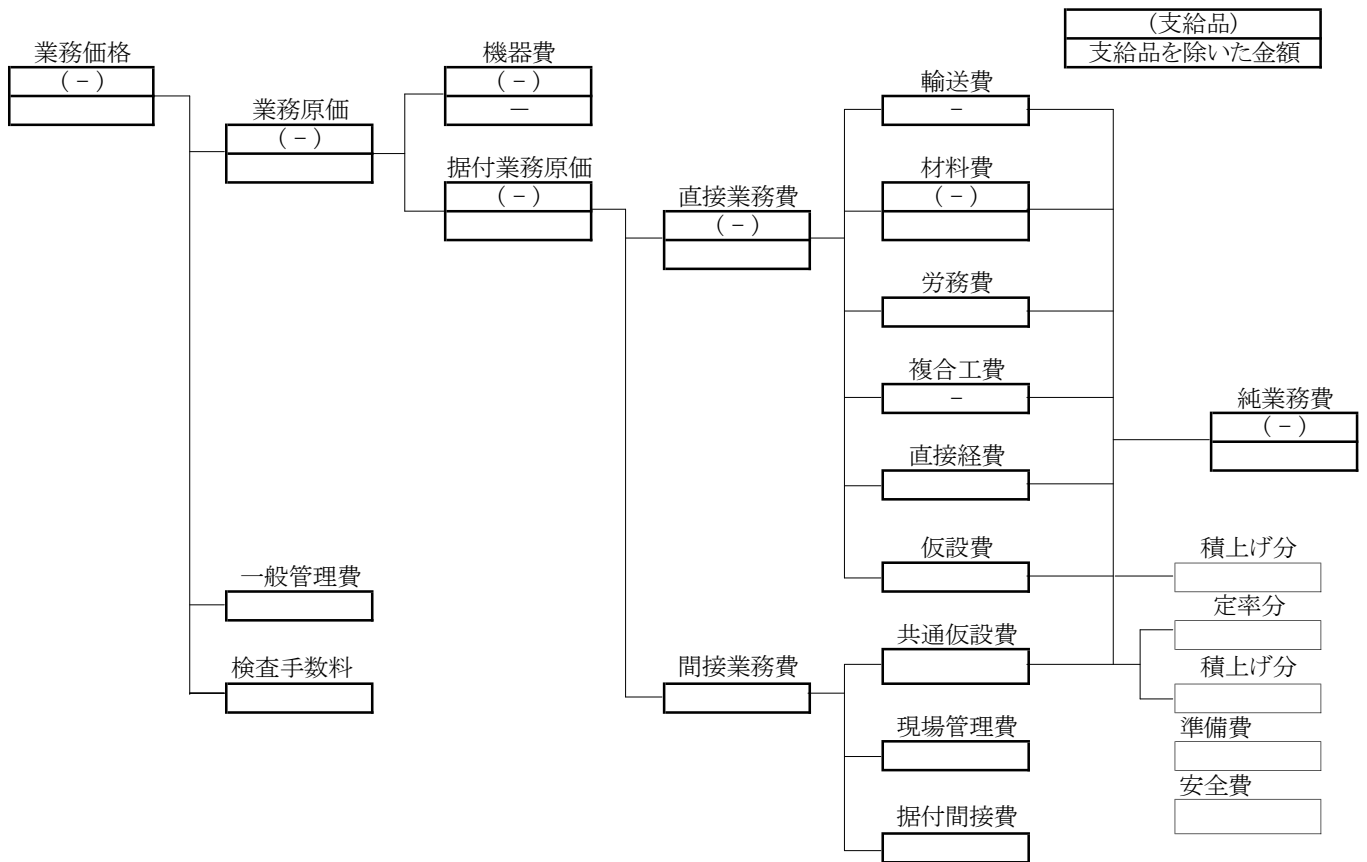 (支給品)
支給品を除いた金額
業務価格
(-)
業務原価
(-)
機器費
(-)
—
据付業務原価
(-)
直接業務費
(-)
輸送費
-
材料費
(-)
労務費
複合工費
-
直接経費
仮設費
純業務費
(-)
積上げ分
一般管理費
検査手数料
間接業務費
共通仮設費
定率分
積上げ分
現場管理費
準備費
安全費
据付間接費